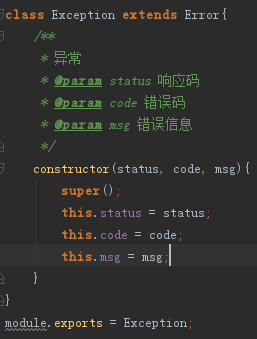 class Exception extends Error{
/**
* 异常
* @param status 响应码
* @param code 错误码
* @param msg 错误信息
*/
constructor(status, code, msg){
super();
this.status = status;
this.code = code;
this.msg = msg;
}
}
module.exports = Exception;